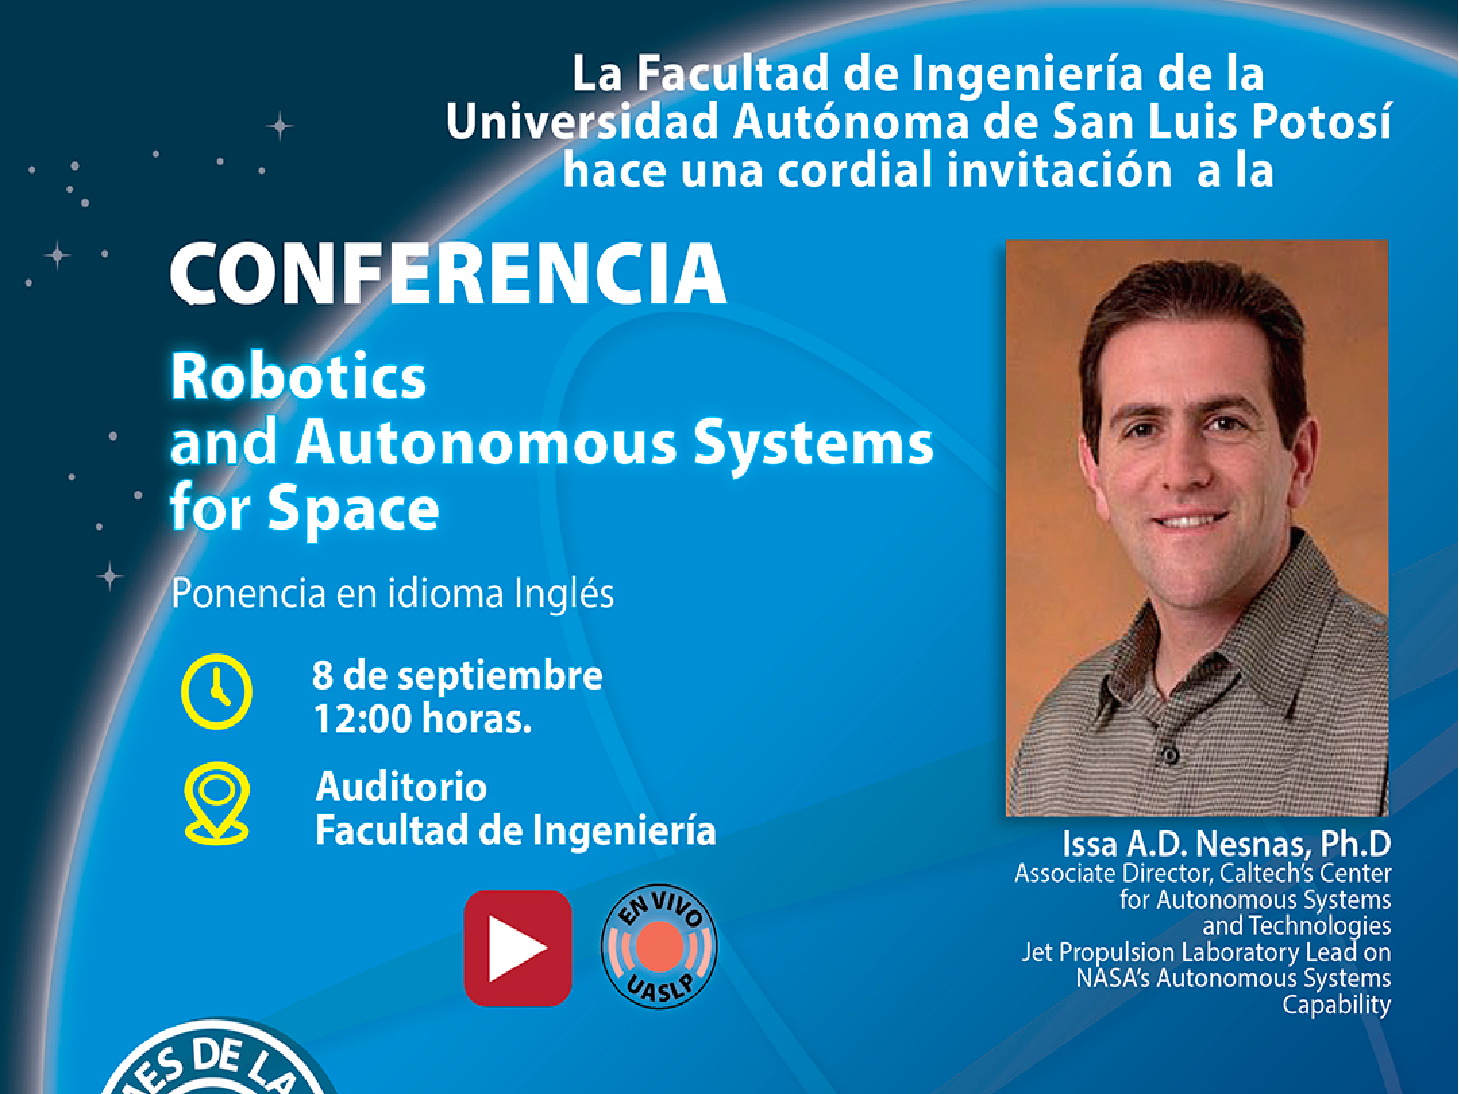 La Facultad de Ingeniería de la
Universidad Autónoma de San Luis Potosí
hace una cordial invitación a la
CONFERENCIA
Robotics
and Autonomous Systems
for Space
Ponencia en idioma Inglés
8 de septiembre
12:00 horas.
Auditorio
Facultad de Ingeniería
EN VIVO
UASLP
Issa A.D. Nesnas, Ph.D
Associate Director, Caltech's Center
for Autonomous Systems
and Technologies
Jet Propulsion Laboratory Lead on
NASA's Autonomous Systems
Capability
DE LA